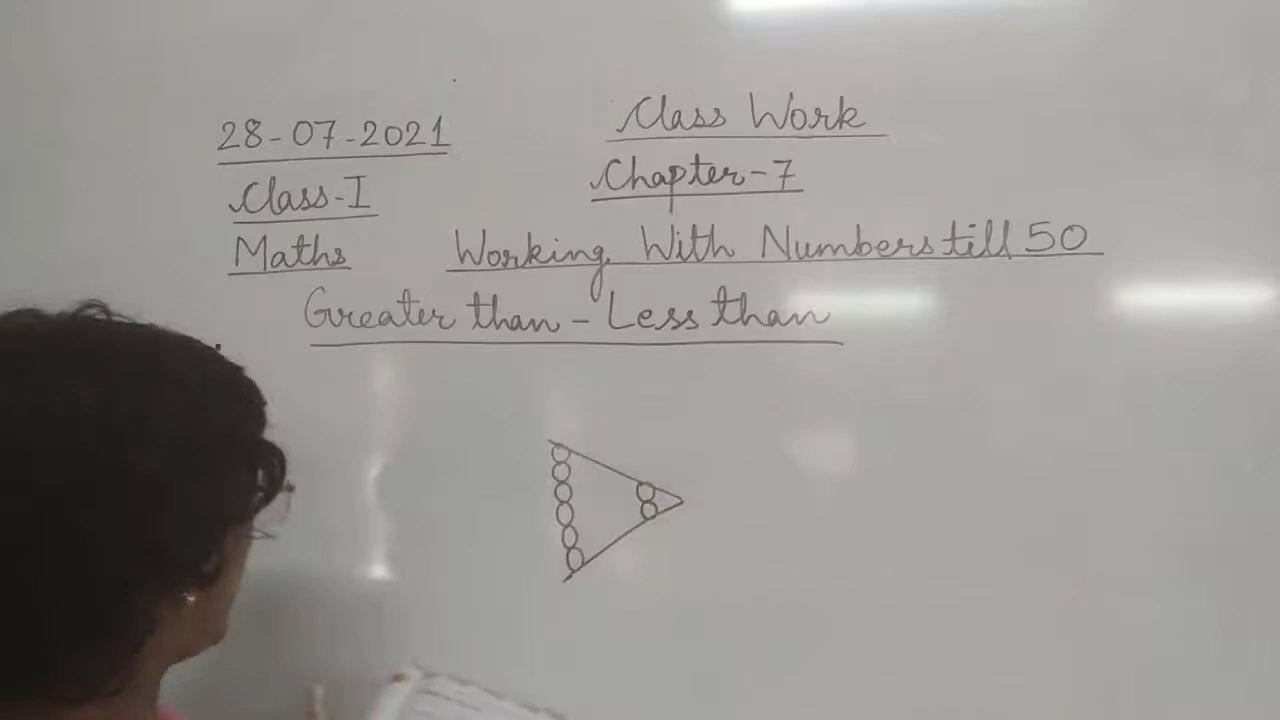 28-07-2021 Class Work
Class-I Chapter-7
Maths Working With Numbers till 50
Greater than - Less than